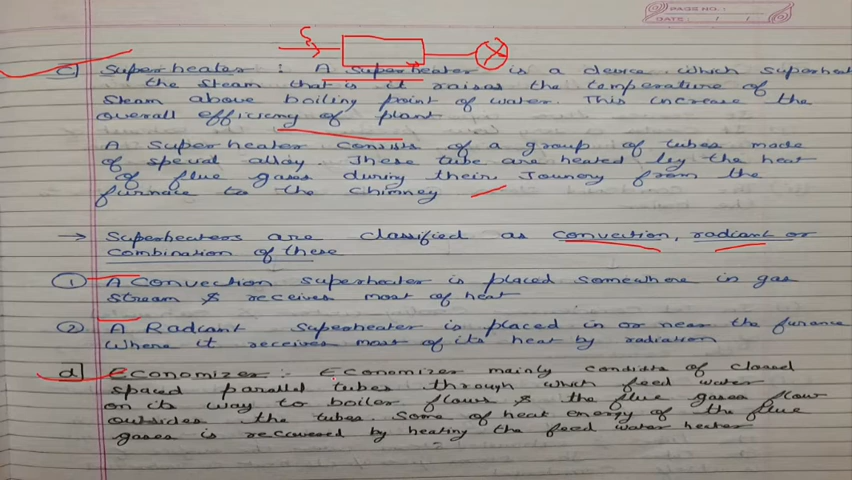 PAGE NO.:
DATE: / /
c) Superheater : A Superheater is a device which superheat
the steam that is it raises the temperature of
steam above boiling point of water. This increase the
overall efficiency of plant
A Superheater consists of a group of tubes made
of special alloy. These tube are heated by the heat
of flue gases during their Jounery from the
furnace to the chimney
→ Superheaters are classified as convection, radiant or
combination of these
① A Convection superheater is placed somewhere in gas
stream & receives most of heat
② A Radiant Superheater is placed in or near the furance
where it receives most of its heat by radiation
d) Economizer : Economizer mainly consists of closed
spaced parallel tubes through which feed water
on its way to boiler flows & the flue gases flow
outsides the tubes. Some of heat energy of the flue
gases is recovered by heating the feed water heater